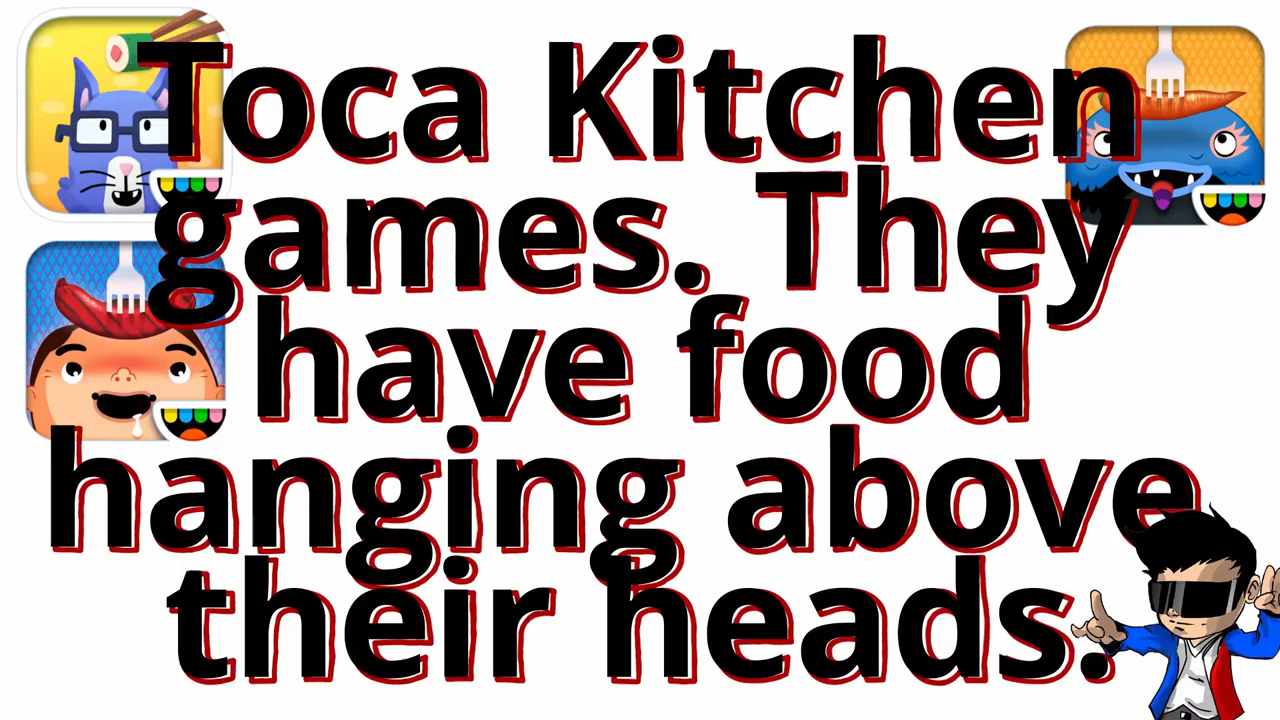 Toca Kitchen
games. They
have food
hanging above
their heads.